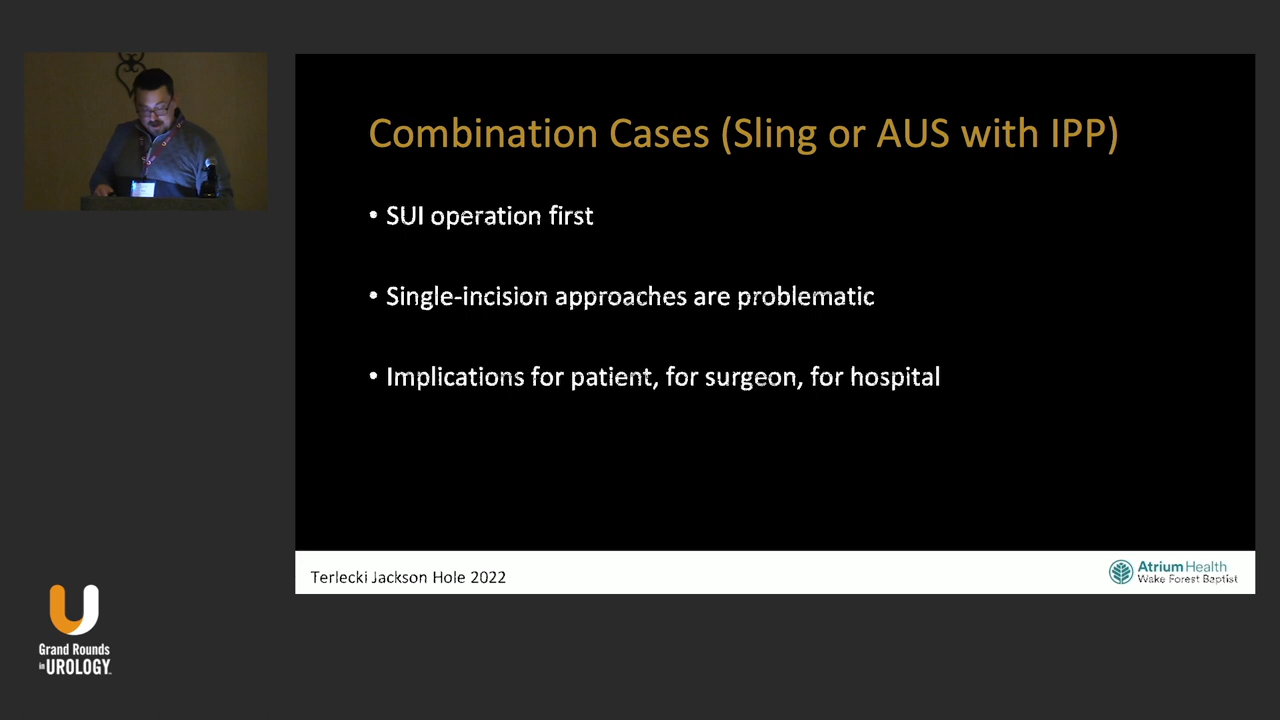 Combination Cases (Sling or AUS with IPP)
• SUI operation first
• Single-incision approaches are problematic
• Implications for patient, for surgeon, for hospital
Terlecki Jackson Hole 2022
Atrium Health
Wake Forest Baptist
Grand Rounds
in UROLOGY